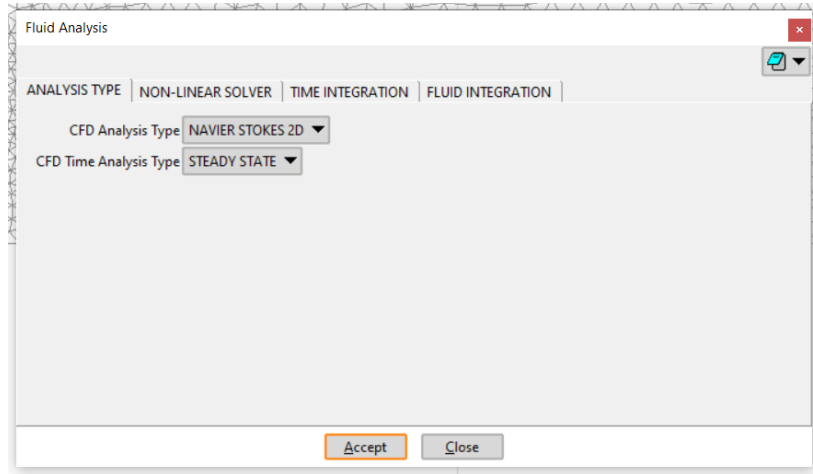 Fluid Analysis
ANALYSIS TYPE NON-LINEAR SOLVER TIME INTEGRATION FLUID INTEGRATION
CFD Analysis Type NAVIER STOKES 2D
CFD Time Analysis Type STEADY STATE
Accept Close